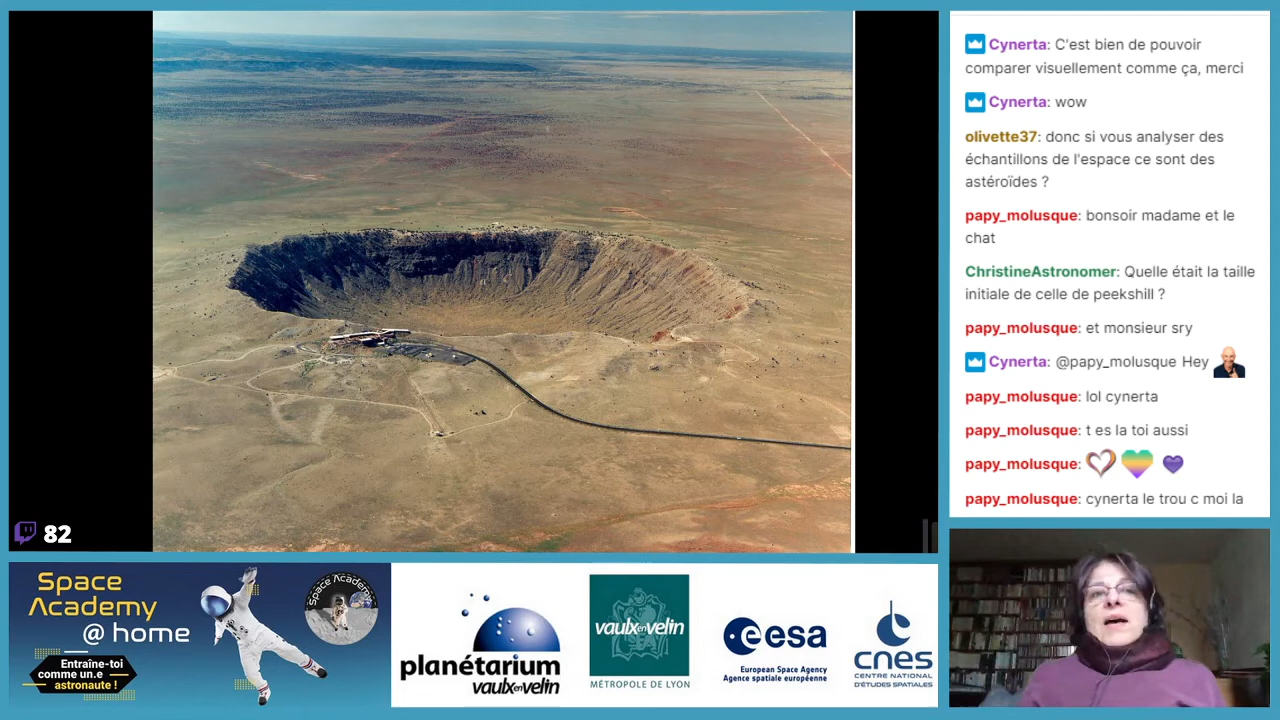 Cynerta: C'est bien de pouvoir
comparer visuellement comme ça, merci
Cynerta: wow
olivette37: donc si vous analyser des
échantillons de l'espace ce sont des
astéroïdes ?
papy_molusque: bonsoir madame et le
chat
ChristineAstronomer: Quelle était la taille
initiale de celle de peekshill ?
papy_molusque: et monsieur sry
Cynerta: @papy_molusque Hey
papy_molusque: lol cynerta
papy_molusque: t es la toi aussi
papy_molusque:
papy_molusque: cynerta le trou c moi la
82
Space
Academy
@ home
Entraîne-toi
comme un.e
astronaute !
Space Academy
planétarium
vaulx en velin
vaulx en velin
MÉTROPOLE DE LYON
esa
European Space Agency
Agence spatiale européenne
cnes
CENTRE NATIONAL
D'ÉTUDES SPATIALES